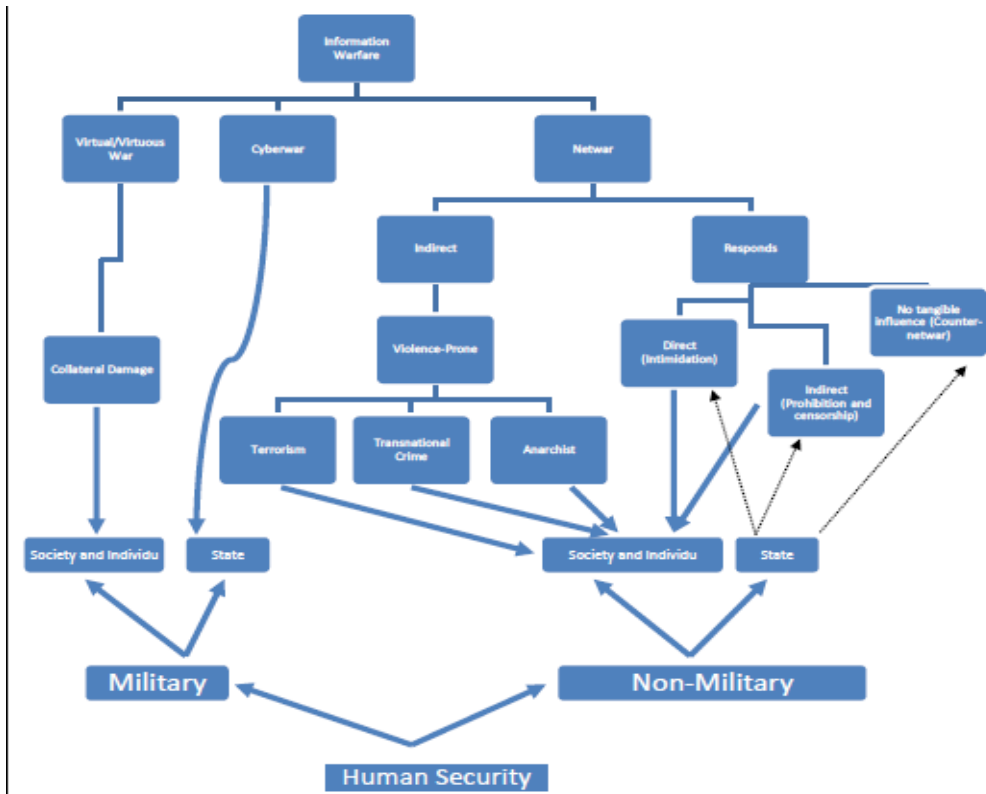 Information
Warfare
Virtual/Virtuous
War
Cyberwar
Netwar
Indirect
Responds
No tangible
influence (Counter-
netwar)
Violence-Prone
Direct
(Intimidation)
Collateral Damage
Indirect
(Prohibition and
censorship)
Terrorism
Transnational
Crime
Anarchist
Society and Individu
State
Society and Individu
State
Military
Non-Military
Human Security